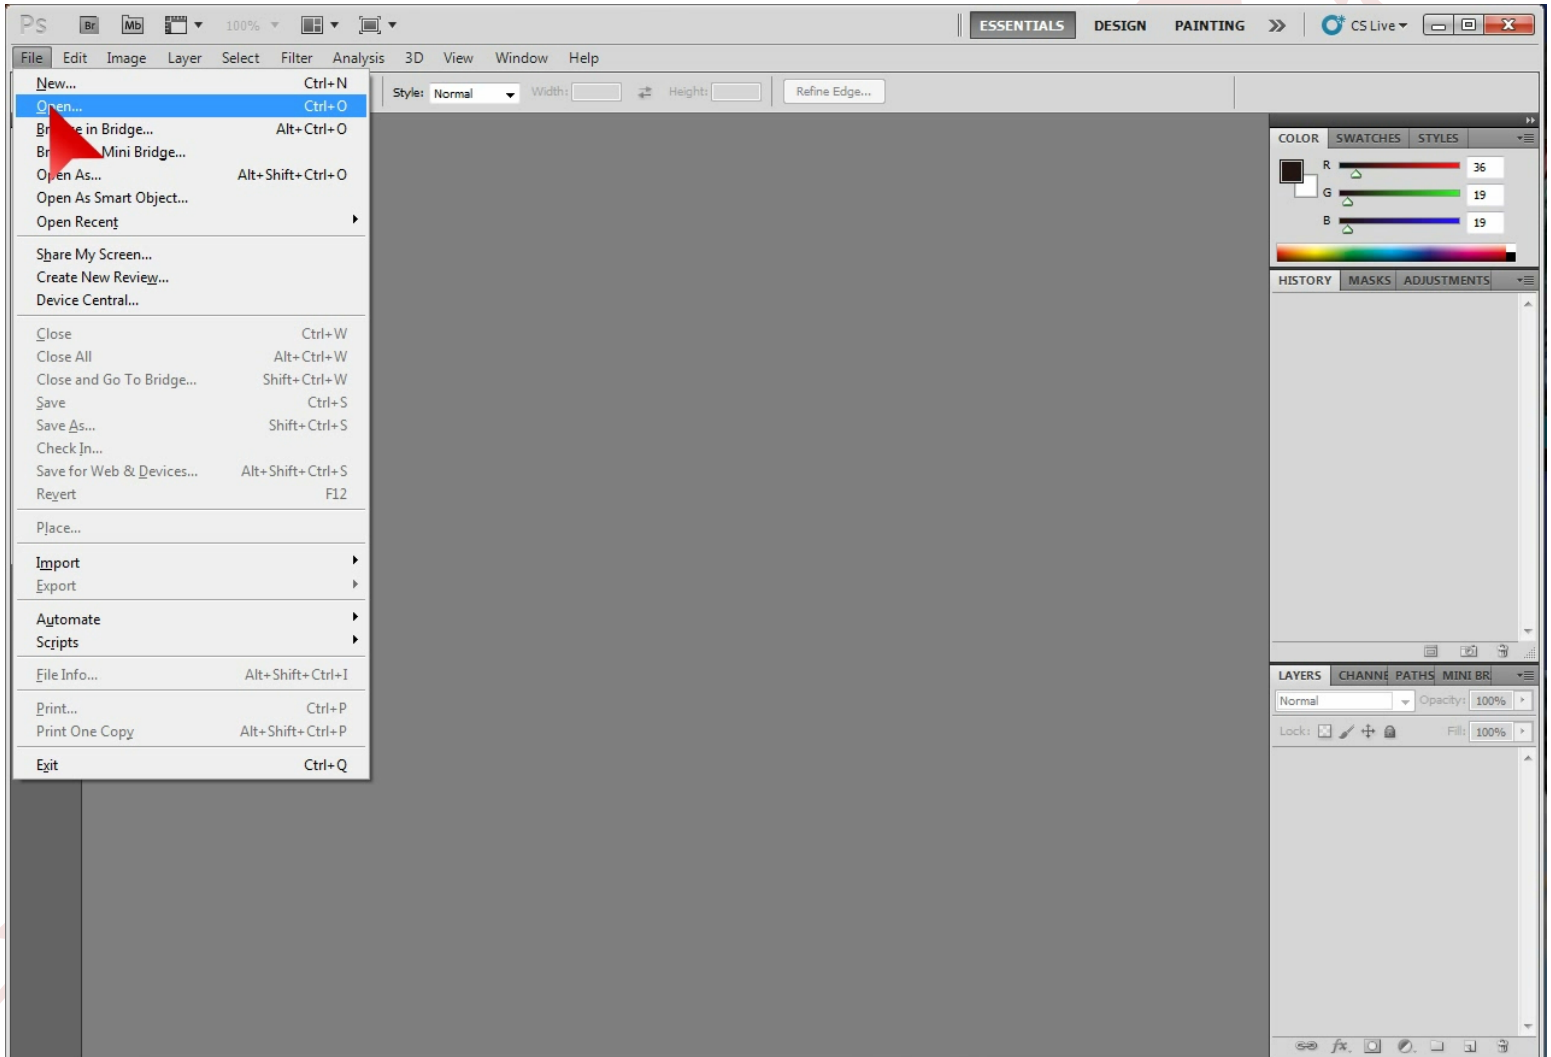 Ps Br Mb 100% ESSENTIALS DESIGN PAINTING CS Live
File Edit Image Layer Select Filter Analysis 3D View Window Help
Style: Normal Width: Height: Refine Edge...
New... Ctrl+N
Open... Ctrl+O
in Bridge... Alt+Ctrl+O
Mini Bridge...
Open As... Alt+Shift+Ctrl+O
Open As Smart Object...
Open Recent
Share My Screen...
Create New Review...
Device Central...
Close Ctrl+W
Close All Alt+Ctrl+W
Close and Go To Bridge... Shift+Ctrl+W
Save Ctrl+S
Save As... Shift+Ctrl+S
Check In...
Save for Web & Devices... Alt+Shift+Ctrl+S
Revert F12
Place...
Import
Export
Automate
Scripts
File Info... Alt+Shift+Ctrl+I
Print... Ctrl+P
Print One Copy Alt+Shift+Ctrl+P
Exit Ctrl+Q
COLOR SWATCHES STYLES
R 36
G 19
B 19
HISTORY MASKS ADJUSTMENTS
LAYERS CHANNE PATHS MINI BR
Normal Opacity: 100%
Lock: Fill: 100%
fx